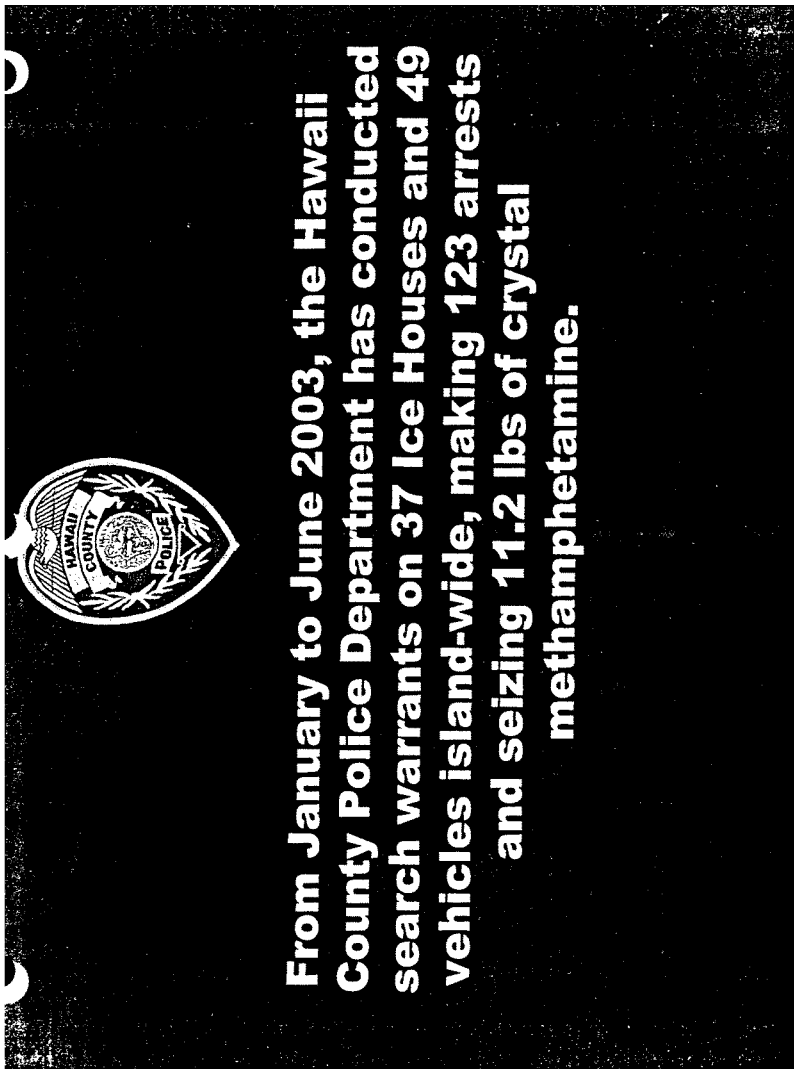 HAWAII
COUNTY
POLICE
From January to June 2003, the Hawaii
County Police Department has conducted
search warrants on 37 Ice Houses and 49
vehicles island-wide, making 123 arrests
and seizing 11.2 lbs of crystal
methamphetamine.